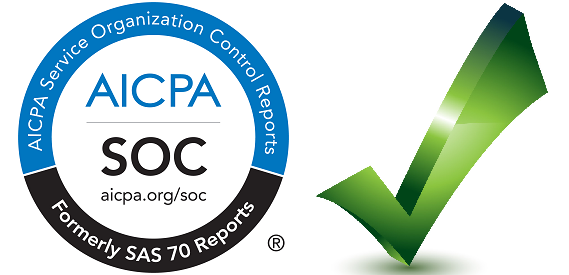 AICPA Service Organization Control Reports
AICPA
SOC
aicpa.org/soc
Formerly SAS 70 Reports
®